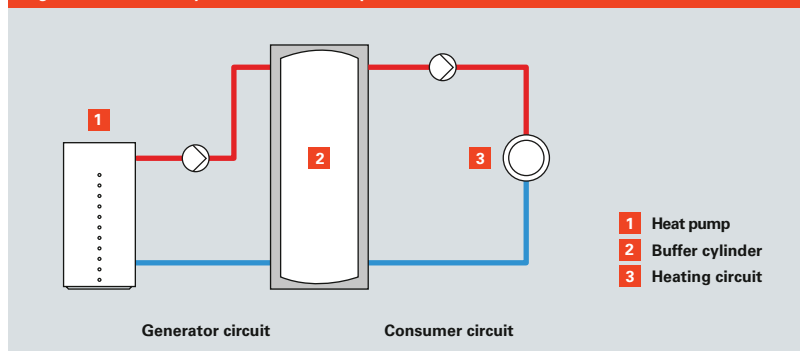 1
2
3
1 Heat pump
2 Buffer cylinder
3 Heating circuit
Generator circuit
Consumer circuit